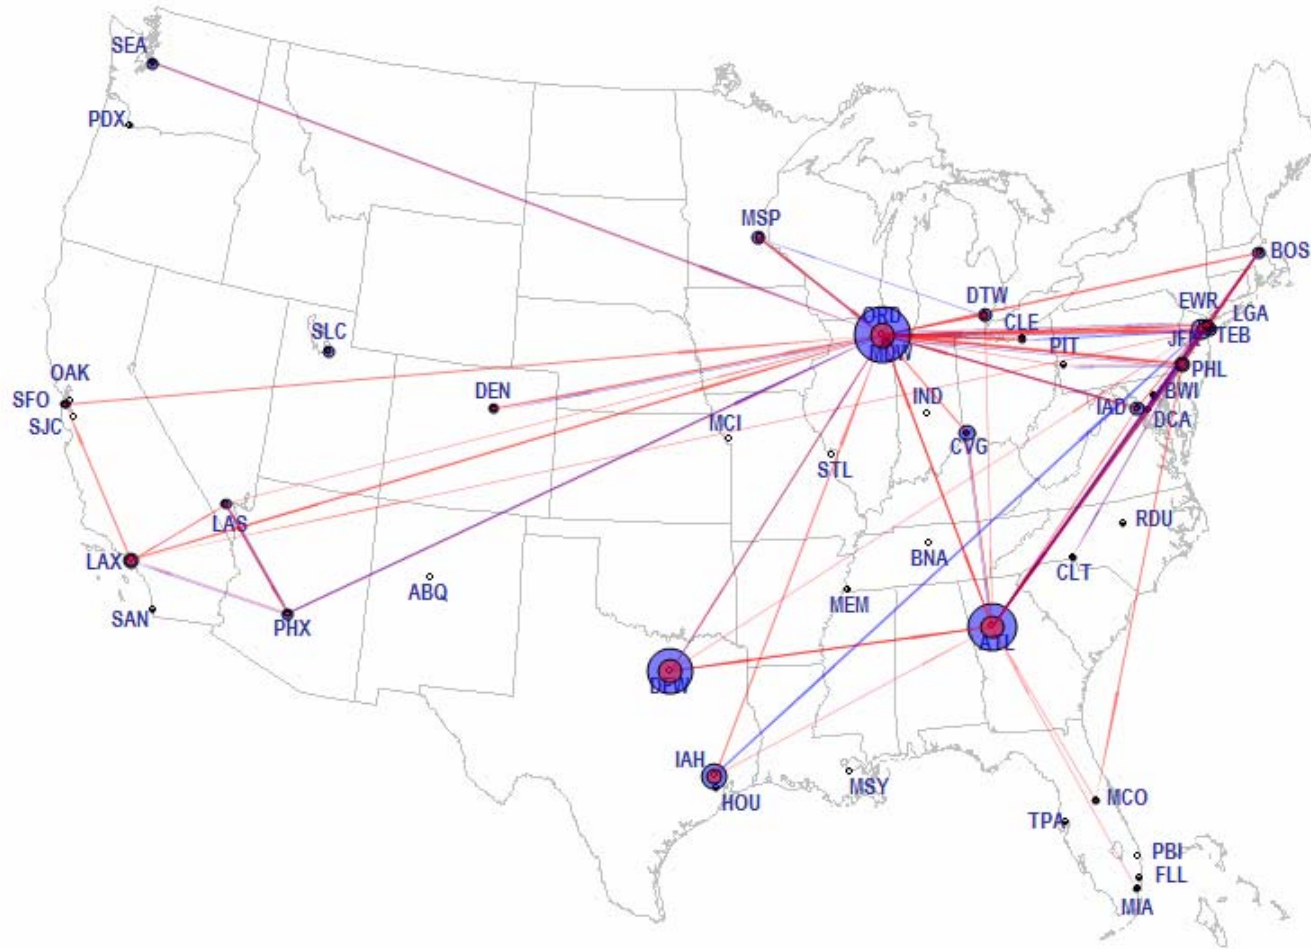 SEA
PDX
MSP
BOS
DTW
EWR
LGA
ORD
CLE
JFK
TEB
MDW
SLC
PIT
PHL
OAK
DEN
IND
BWI
SFO
IAD
DCA
SJC
MCI
CVG
STL
LAS
RDU
LAX
BNA
CLT
ABQ
MEM
SAN
PHX
ATL
DFW
IAH
MSY
HOU
MCO
TPA
PBI
FLL
MIA